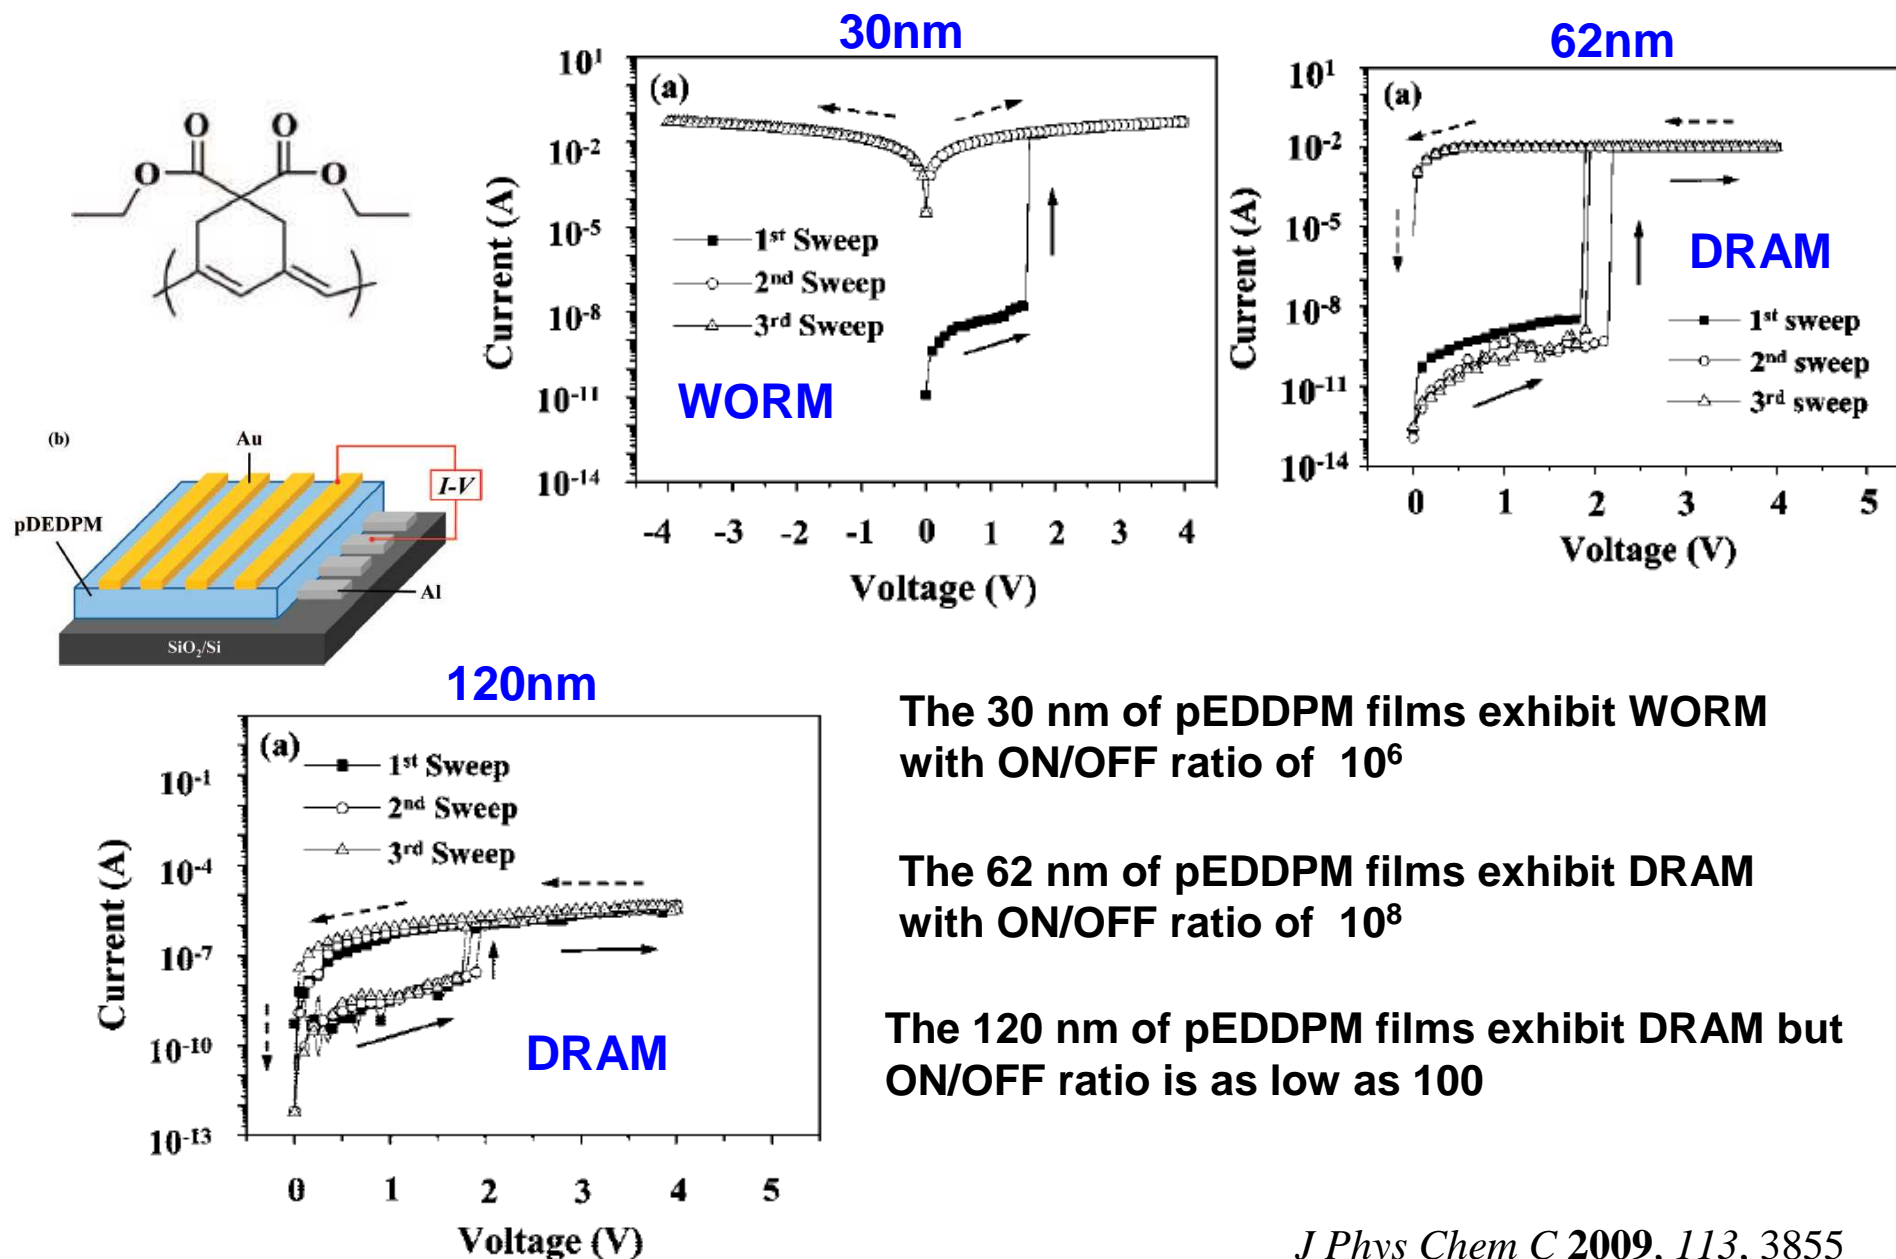 30nm
62nm
O O
O O
(a)
10¹
10⁻²
10⁻⁵
10⁻⁸
10⁻¹¹
10⁻¹⁴
Current (A)
1ˢᵗ Sweep
2ⁿᵈ Sweep
3ʳᵈ Sweep
WORM
-4 -3 -2 -1 0 1 2 3 4
Voltage (V)
(a)
10¹
10⁻²
10⁻⁵
10⁻⁸
10⁻¹¹
10⁻¹⁴
Current (A)
DRAM
1ˢᵗ sweep
2ⁿᵈ sweep
3ʳᵈ sweep
0 1 2 3 4 5
Voltage (V)
(b)
Au
I-V
pDEDPM
Al
SiO₂/Si
120nm
(a)
1ˢᵗ Sweep
2ⁿᵈ Sweep
3ʳᵈ Sweep
10⁻¹
10⁻⁴
10⁻⁷
10⁻¹⁰
10⁻¹³
Current (A)
DRAM
0 1 2 3 4 5
Voltage (V)
The 30 nm of pEDDPM films exhibit WORM
with ON/OFF ratio of 10⁶
The 62 nm of pEDDPM films exhibit DRAM
with ON/OFF ratio of 10⁸
The 120 nm of pEDDPM films exhibit DRAM but
ON/OFF ratio is as low as 100
J Phys Chem C 2009, 113, 3855